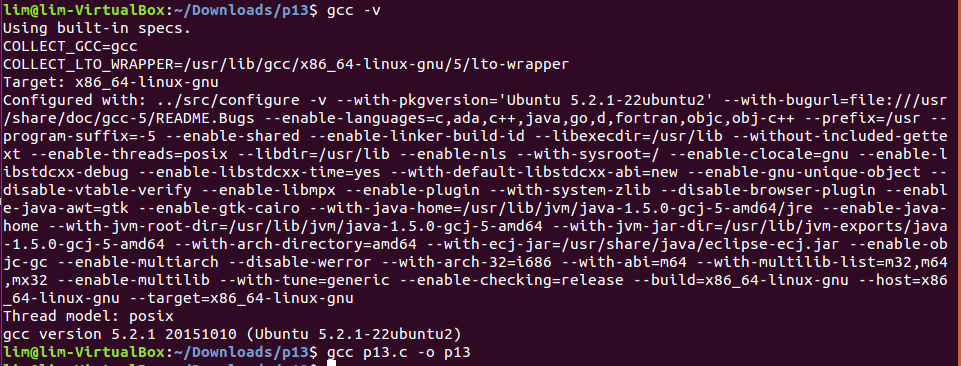 lim@lim-VirtualBox:~/Downloads/p13$ gcc -v
Using built-in specs.
COLLECT_GCC=gcc
COLLECT_LTO_WRAPPER=/usr/lib/gcc/x86_64-linux-gnu/5/lto-wrapper
Target: x86_64-linux-gnu
Configured with: ../src/configure -v --with-pkgversion='Ubuntu 5.2.1-22ubuntu2' --with-bugurl=file:///usr
/share/doc/gcc-5/README.Bugs --enable-languages=c,ada,c++,java,go,d,fortran,objc,obj-c++ --prefix=/usr --
program-suffix=-5 --enable-shared --enable-linker-build-id --libexecdir=/usr/lib --without-included-gette
xt --enable-threads=posix --libdir=/usr/lib --enable-nls --with-sysroot=/ --enable-clocale=gnu --enable-l
ibstdcxx-debug --enable-libstdcxx-time=yes --with-default-libstdcxx-abi=new --enable-gnu-unique-object --
disable-vtable-verify --enable-libmpx --enable-plugin --with-system-zlib --disable-browser-plugin --enabl
e-java-awt=gtk --enable-gtk-cairo --with-java-home=/usr/lib/jvm/java-1.5.0-gcj-5-amd64/jre --enable-java-
home --with-jvm-root-dir=/usr/lib/jvm/java-1.5.0-gcj-5-amd64 --with-jvm-jar-dir=/usr/lib/jvm-exports/java
-1.5.0-gcj-5-amd64 --with-arch-directory=amd64 --with-ecj-jar=/usr/share/java/eclipse-ecj.jar --enable-ob
jc-gc --enable-multiarch --disable-werror --with-arch-32=i686 --with-abi=m64 --with-multilib-list=m32,m64
,mx32 --enable-multilib --with-tune=generic --enable-checking=release --build=x86_64-linux-gnu --host=x86
_64-linux-gnu --target=x86_64-linux-gnu
Thread model: posix
gcc version 5.2.1 20151010 (Ubuntu 5.2.1-22ubuntu2)
lim@lim-VirtualBox:~/Downloads/p13$ gcc p13.c -o p13
lim@lim-VirtualBox:~/Downloads/p13$